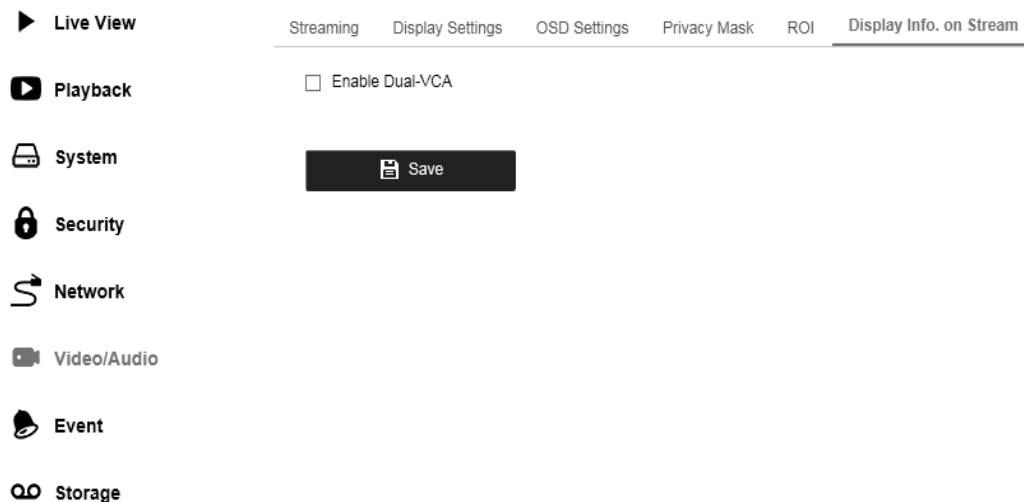 Live View
Playback
System
Security
Network
Video/Audio
Event
Storage
Streaming Display Settings OSD Settings Privacy Mask ROI Display Info. on Stream
Enable Dual-VCA
Save